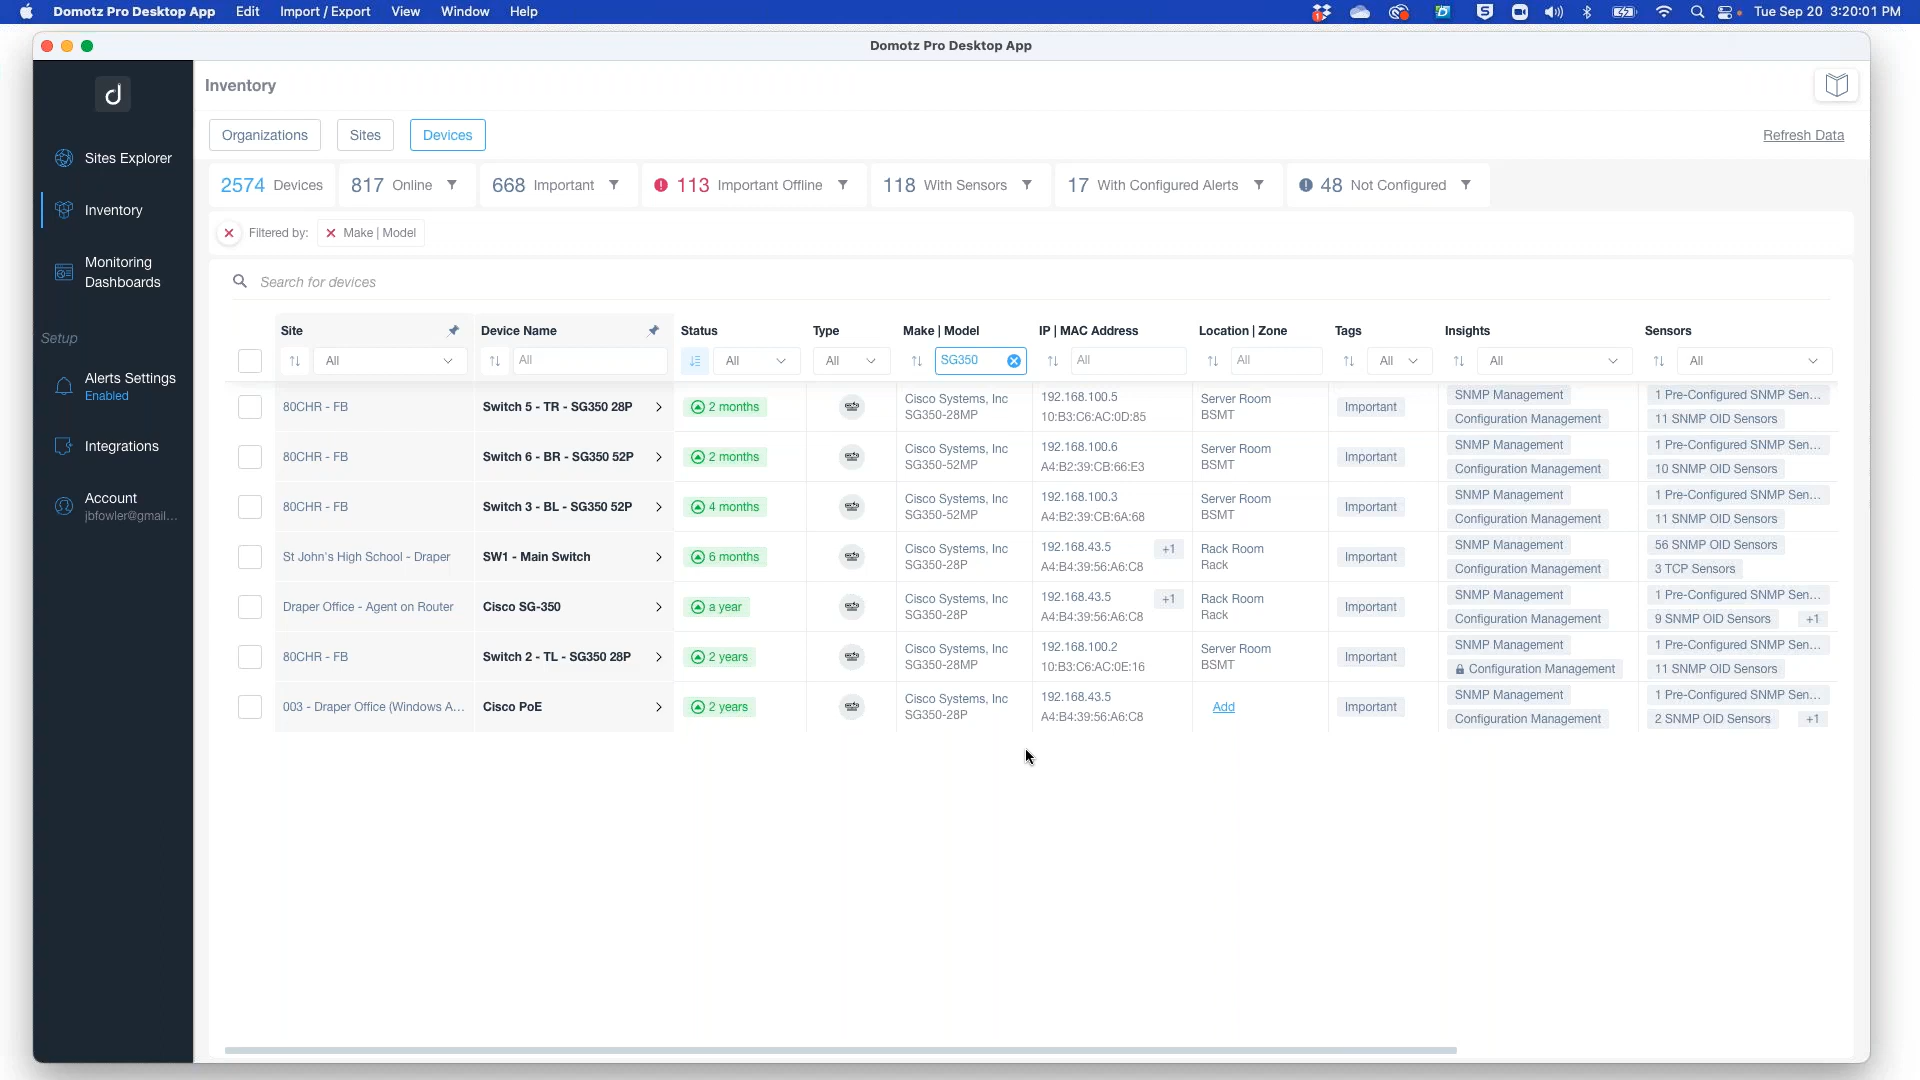 Domotz Pro Desktop App Edit Import / Export View Window Help Tue Sep 20 3:20:01 PM
Domotz Pro Desktop App
d
Inventory
Organizations Sites Devices Refresh Data
Sites Explorer
Inventory
Monitoring
Dashboards
Setup
Alerts Settings
Enabled
Integrations
Account
jbfowler@gmail...
2574 Devices 817 Online 668 Important 113 Important Offline 118 With Sensors 17 With Configured Alerts 48 Not Configured
Filtered by: Make | Model
Search for devices
Site Device Name Status Type Make | Model IP | MAC Address Location | Zone Tags Insights Sensors
All All All All SG350 All All All All All
80CHR - FB Switch 5 - TR - SG350 28P 2 months Cisco Systems, Inc 192.168.100.5 Server Room Important SNMP Management 1 Pre-Configured SNMP Sen...
SG350-28MP 10:B3:C6:AC:0D:85 BSMT Configuration Management 11 SNMP OID Sensors
80CHR - FB Switch 6 - BR - SG350 52P 2 months Cisco Systems, Inc 192.168.100.6 Server Room Important SNMP Management 1 Pre-Configured SNMP Sen...
SG350-52MP A4:B2:39:CB:66:E3 BSMT Configuration Management 10 SNMP OID Sensors
80CHR - FB Switch 3 - BL - SG350 52P 4 months Cisco Systems, Inc 192.168.100.3 Server Room Important SNMP Management 1 Pre-Configured SNMP Sen...
SG350-52MP A4:B2:39:CB:6A:68 BSMT Configuration Management 11 SNMP OID Sensors
St John's High School - Draper SW1 - Main Switch 6 months Cisco Systems, Inc 192.168.43.5 +1 Rack Room Important SNMP Management 56 SNMP OID Sensors
SG350-28P A4:B4:39:56:A6:C8 Rack Configuration Management 3 TCP Sensors
Draper Office - Agent on Router Cisco SG-350 a year Cisco Systems, Inc 192.168.43.5 +1 Rack Room Important SNMP Management 1 Pre-Configured SNMP Sen...
SG350-28P A4:B4:39:56:A6:C8 Rack Configuration Management 9 SNMP OID Sensors +1
80CHR - FB Switch 2 - TL - SG350 28P 2 years Cisco Systems, Inc 192.168.100.2 Server Room Important SNMP Management 1 Pre-Configured SNMP Sen...
SG350-28MP 10:B3:C6:AC:0E:16 BSMT Configuration Management 11 SNMP OID Sensors
003 - Draper Office (Windows A... Cisco PoE 2 years Cisco Systems, Inc 192.168.43.5 Add Important SNMP Management 1 Pre-Configured SNMP Sen...
SG350-28P A4:B4:39:56:A6:C8 Configuration Management 2 SNMP OID Sensors +1